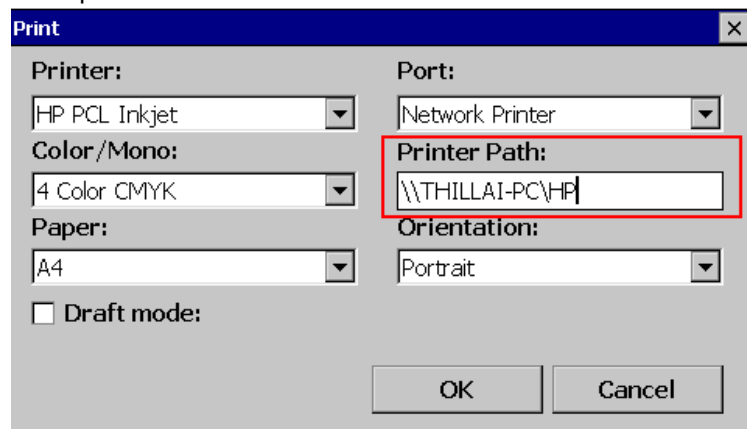 Print
Printer: Port:
HP PCL Inkjet Network Printer
Color/Mono: Printer Path:
4 Color CMYK \\THILLAI-PC\HP
Paper: Orientation:
A4 Portrait
Draft mode:
OK Cancel